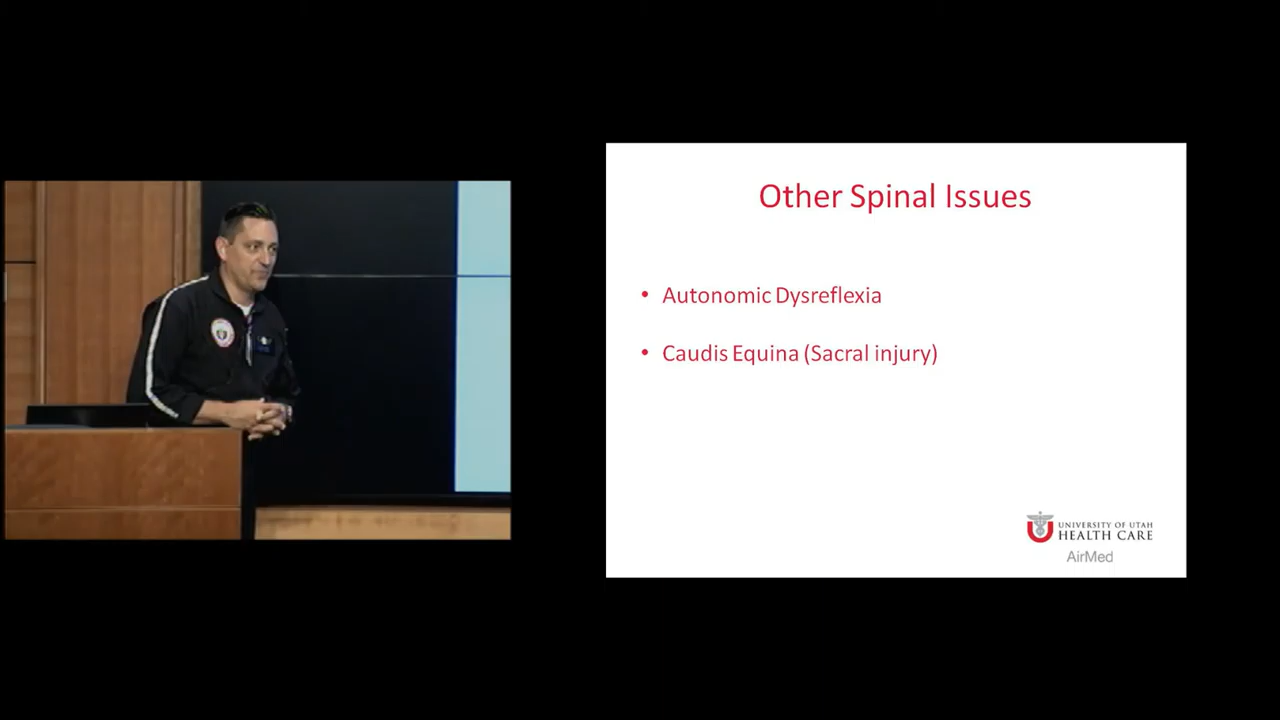 Other Spinal Issues
• Autonomic Dysreflexia
• Caudis Equina (Sacral injury)
UNIVERSITY OF UTAH
HEALTH CARE
AirMed